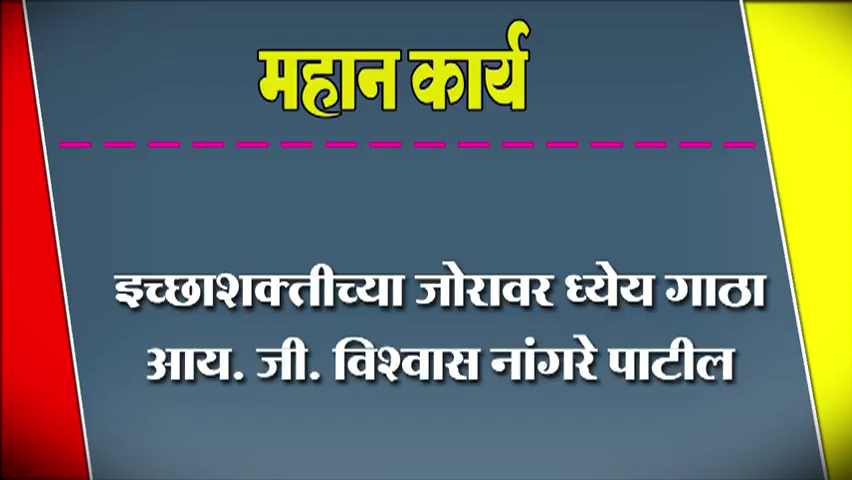 महान कार्य
इच्छाशक्तीच्या जोरावर ध्येय गाठा
आय. जी. विश्वास नांगरे पाटील